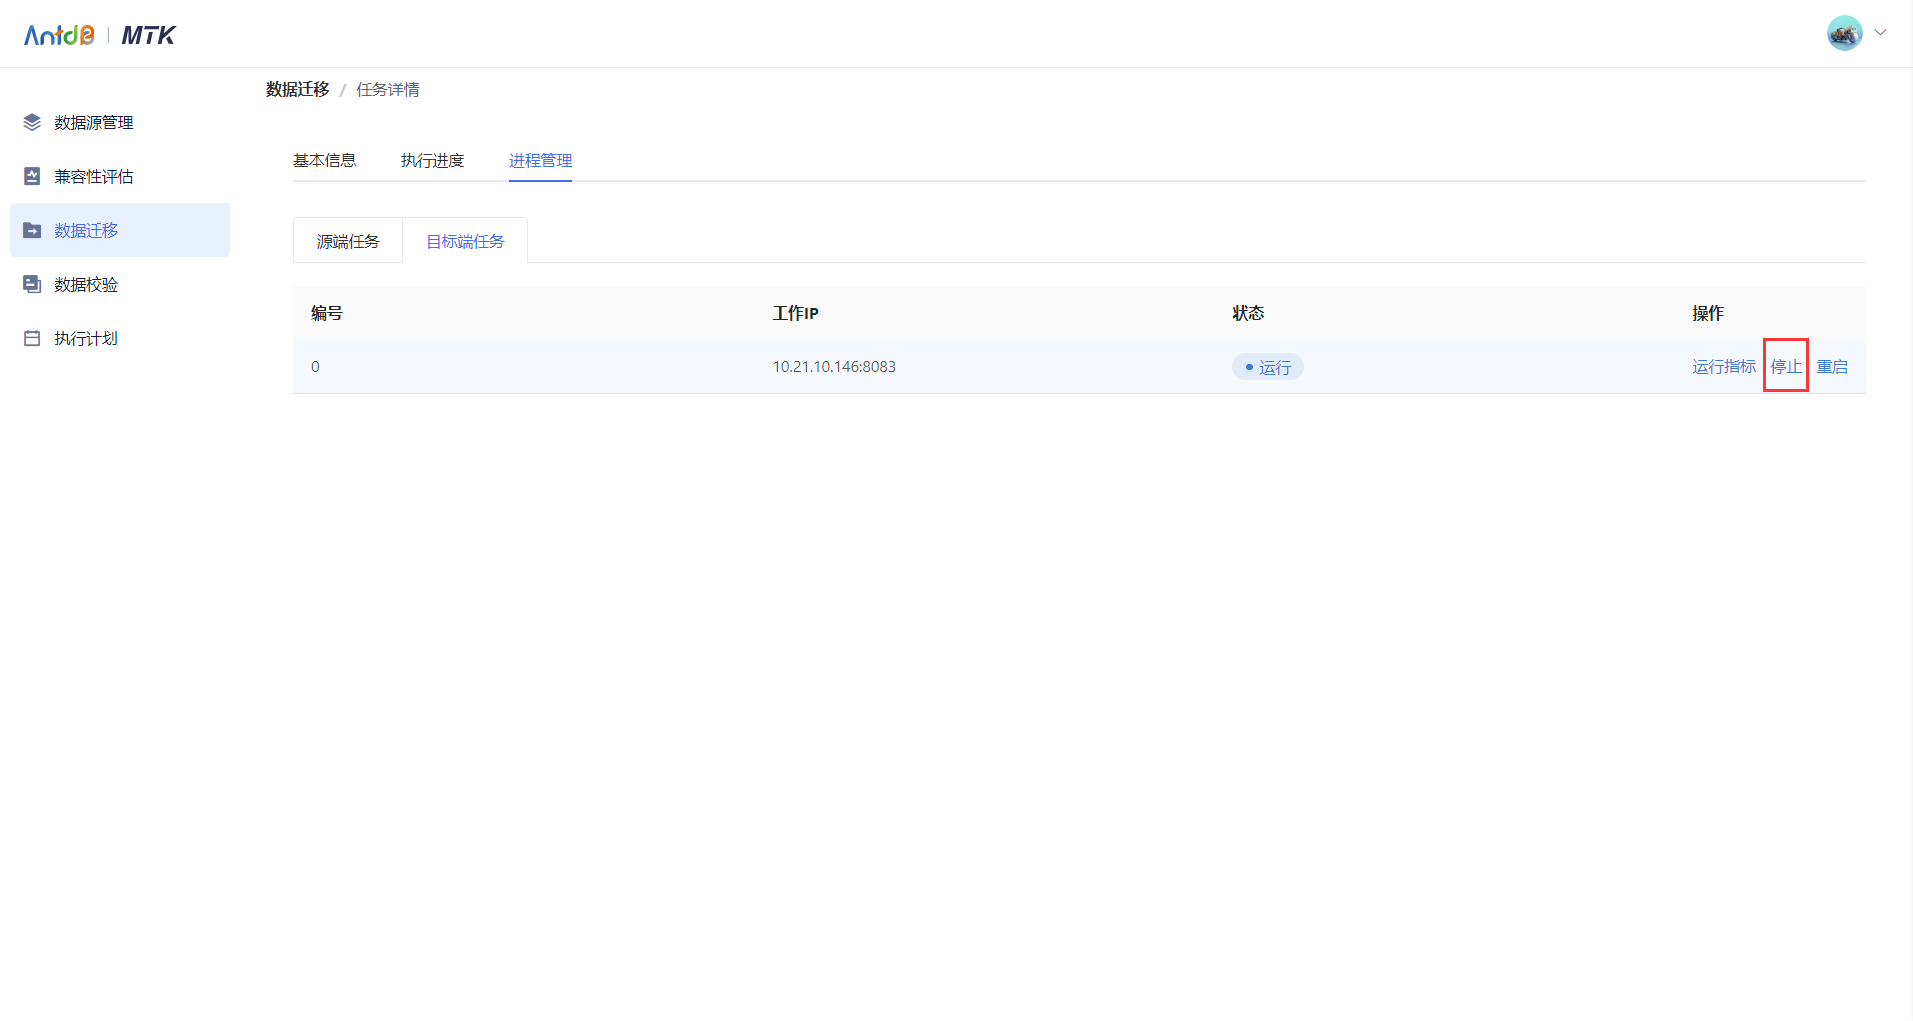 AntdB | MTK
数据迁移 / 任务详情
数据源管理
兼容性评估
数据迁移
数据校验
执行计划
基本信息 执行进度 进程管理
源端任务 目标端任务
编号 工作IP 状态 操作
0 10.21.10.146:8083 运行 运行指标 停止 重启